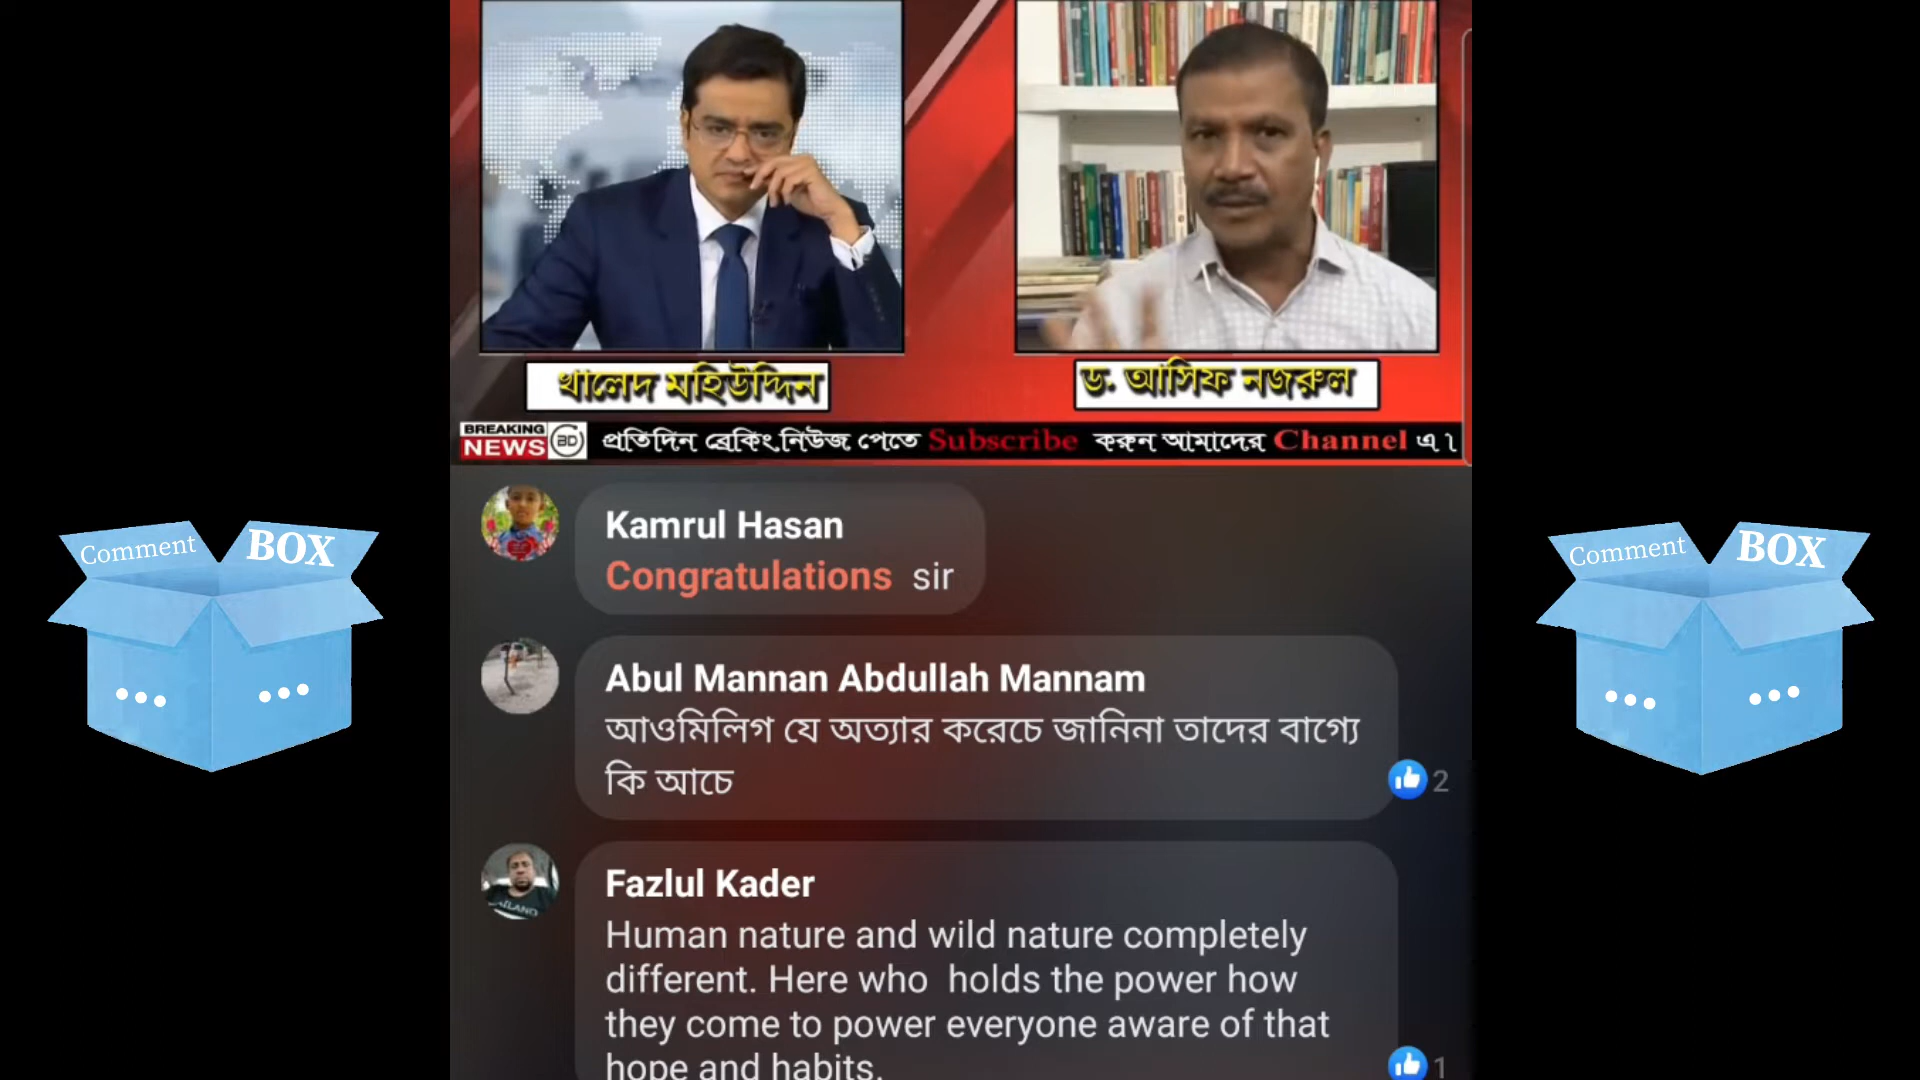 খালেদ মহিউদ্দিন
ড. আসিফ নজরুল
BREAKING
NEWS BD
প্রতিদিন ব্রেকিং নিউজ পেতে Subscribe করুন আমাদের Channel এ।
Comment BOX
Comment BOX
Kamrul Hasan
Congratulations sir
Abul Mannan Abdullah Mannam
আওমিলিগ যে অত্যার করেচে জানিনা তাদের বাগ্যে
কি আচে
2
Fazlul Kader
Human nature and wild nature completely
different. Here who holds the power how
they come to power everyone aware of that
hope and habits.
1